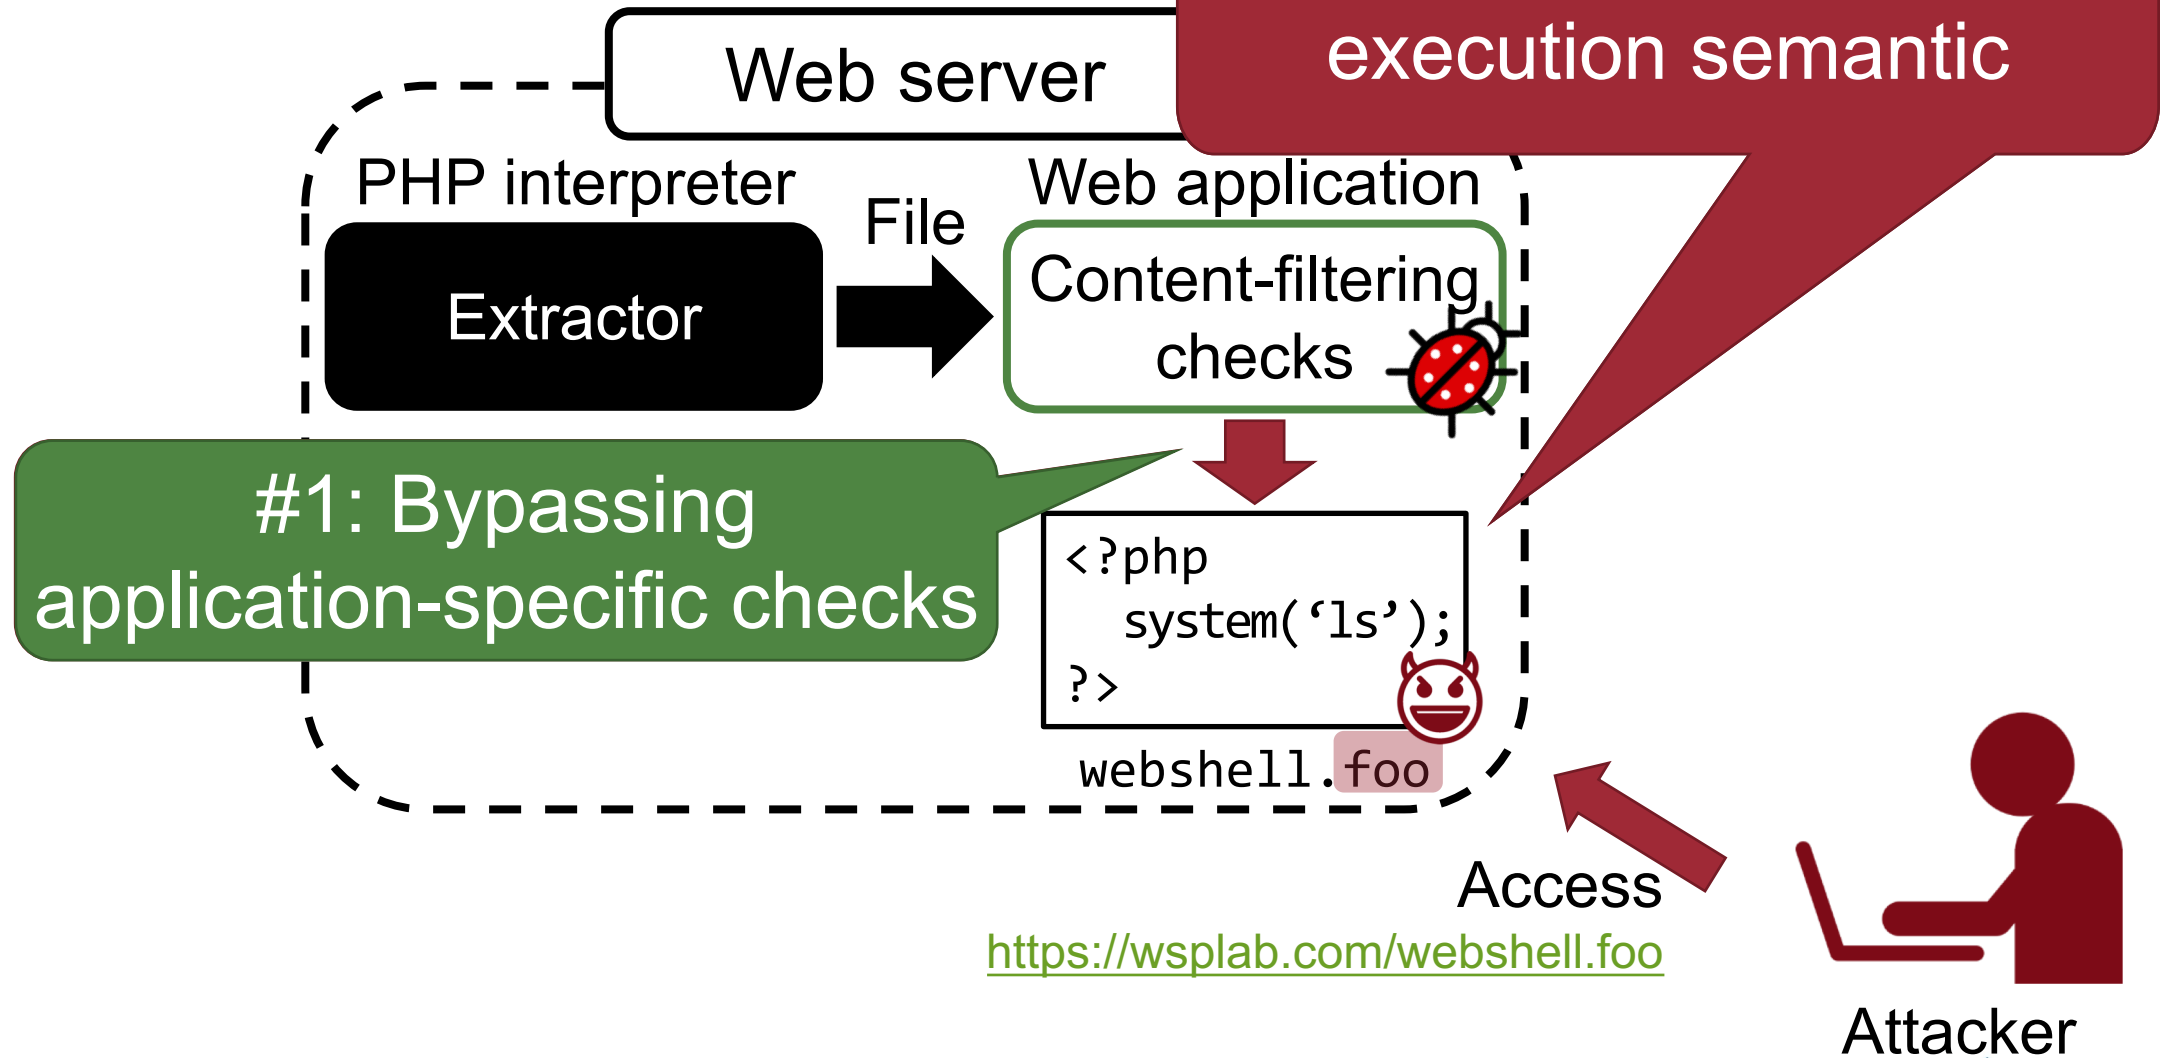 execution semantic
Web server
PHP interpreter
File
Web application
Extractor
Content-filtering
checks
#1: Bypassing
application-specific checks
<?php
system(‘ls’);
?>
webshell.foo
Access
https://wsplab.com/webshell.foo
Attacker